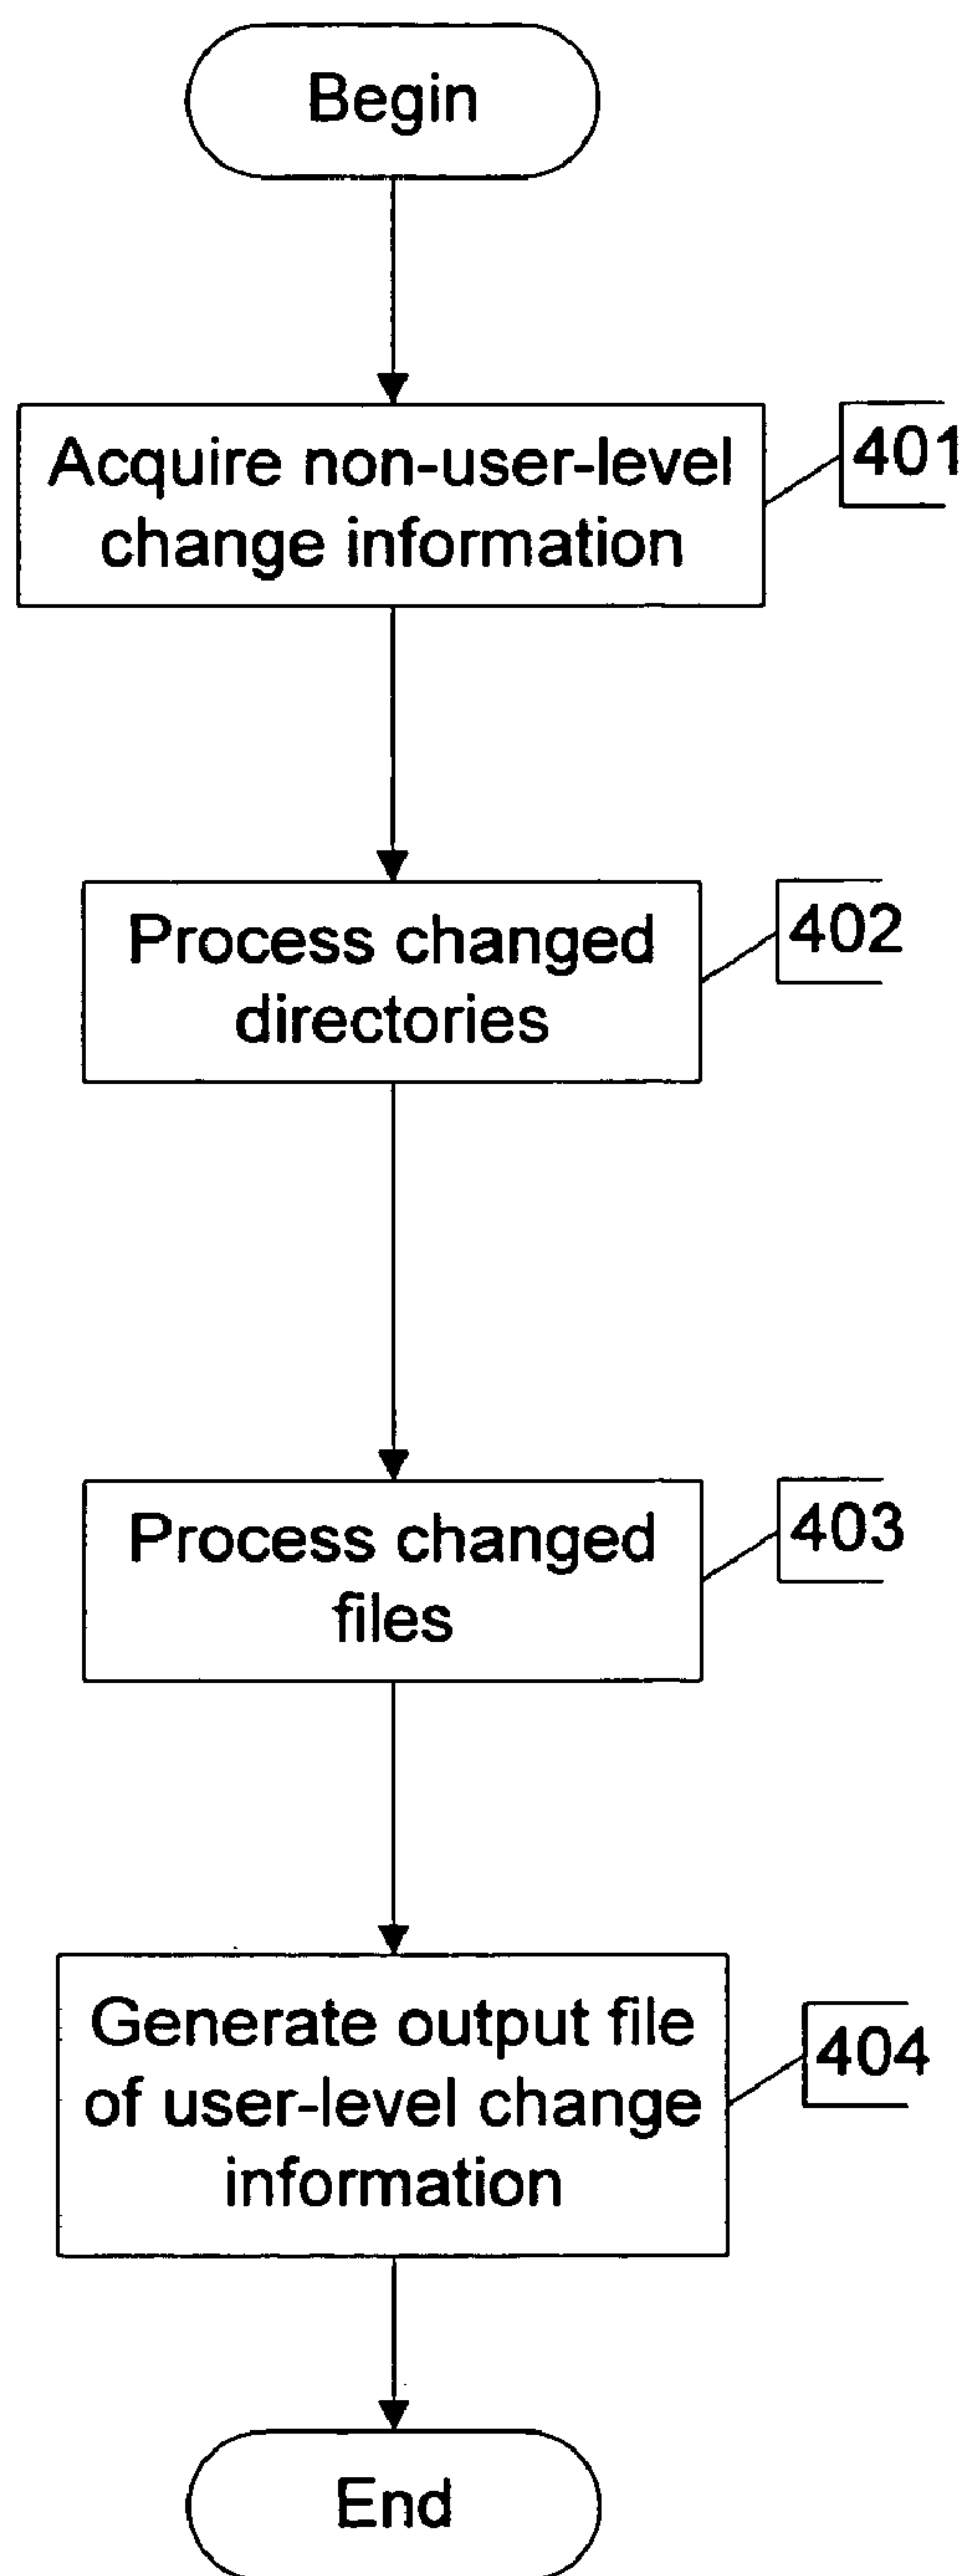 Begin
Acquire non-user-level
change information
401
Process changed
directories
402
Process changed
files
403
Generate output file
of user-level change
information
404
End